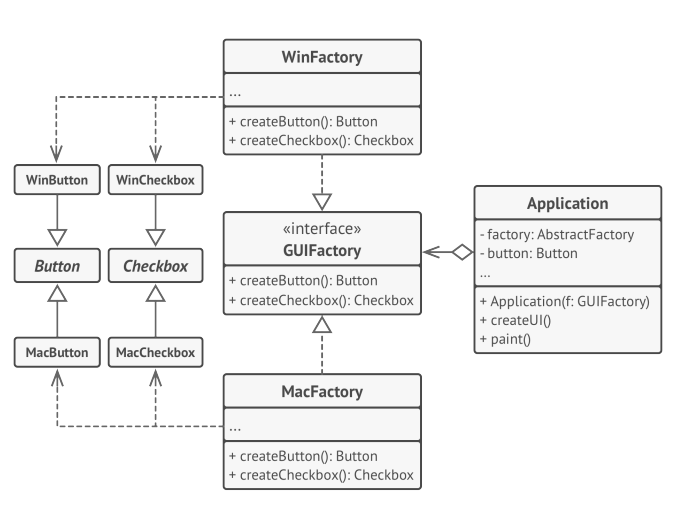 WinFactory
...
+ createButton(): Button
+ createCheckbox(): Checkbox
WinButton
WinCheckbox
Button
Checkbox
MacButton
MacCheckbox
«interface»
GUIFactory
+ createButton(): Button
+ createCheckbox(): Checkbox
Application
- factory: AbstractFactory
- button: Button
...
+ Application(f: GUIFactory)
+ createUI()
+ paint()
MacFactory
...
+ createButton(): Button
+ createCheckbox(): Checkbox